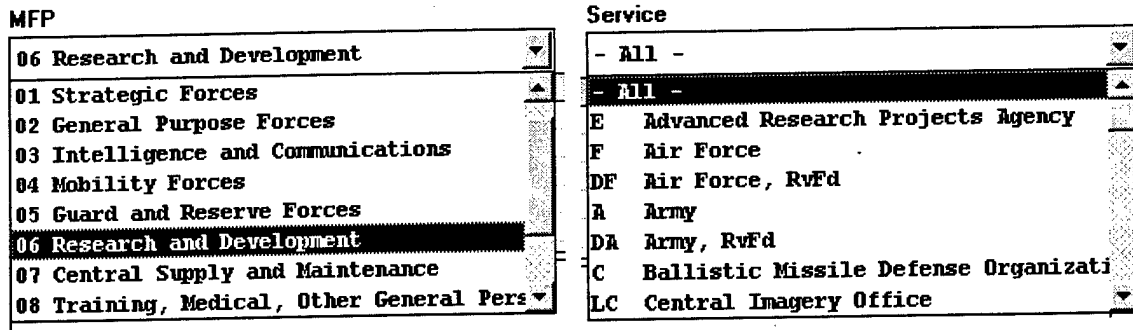 MFP
06 Research and Development
01 Strategic Forces
02 General Purpose Forces
03 Intelligence and Communications
04 Mobility Forces
05 Guard and Reserve Forces
06 Research and Development
07 Central Supply and Maintenance
08 Training, Medical, Other General Pers
Service
- All -
- All -
E Advanced Research Projects Agency
F Air Force
DF Air Force, RvFd
A Army
DA Army, RvFd
C Ballistic Missile Defense Organizati
LC Central Imagery Office